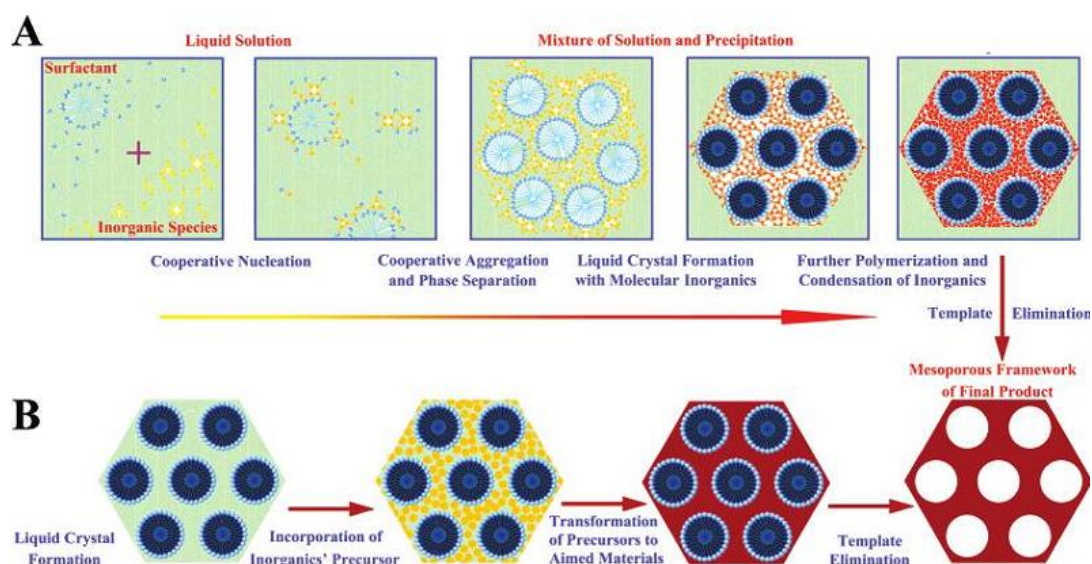 A
Liquid Solution
Mixture of Solution and Precipitation
Surfactant
Inorganic Species
Cooperative Nucleation
Cooperative Aggregation
and Phase Separation
Liquid Crystal Formation
with Molecular Inorganics
Further Polymerization and
Condensation of Inorganics
Template Elimination
Mesoporous Framework
of Final Product
B
Liquid Crystal
Formation
Incorporation of
Inorganics' Precursor
Transformation
of Precursors to
Aimed Materials
Template
Elimination